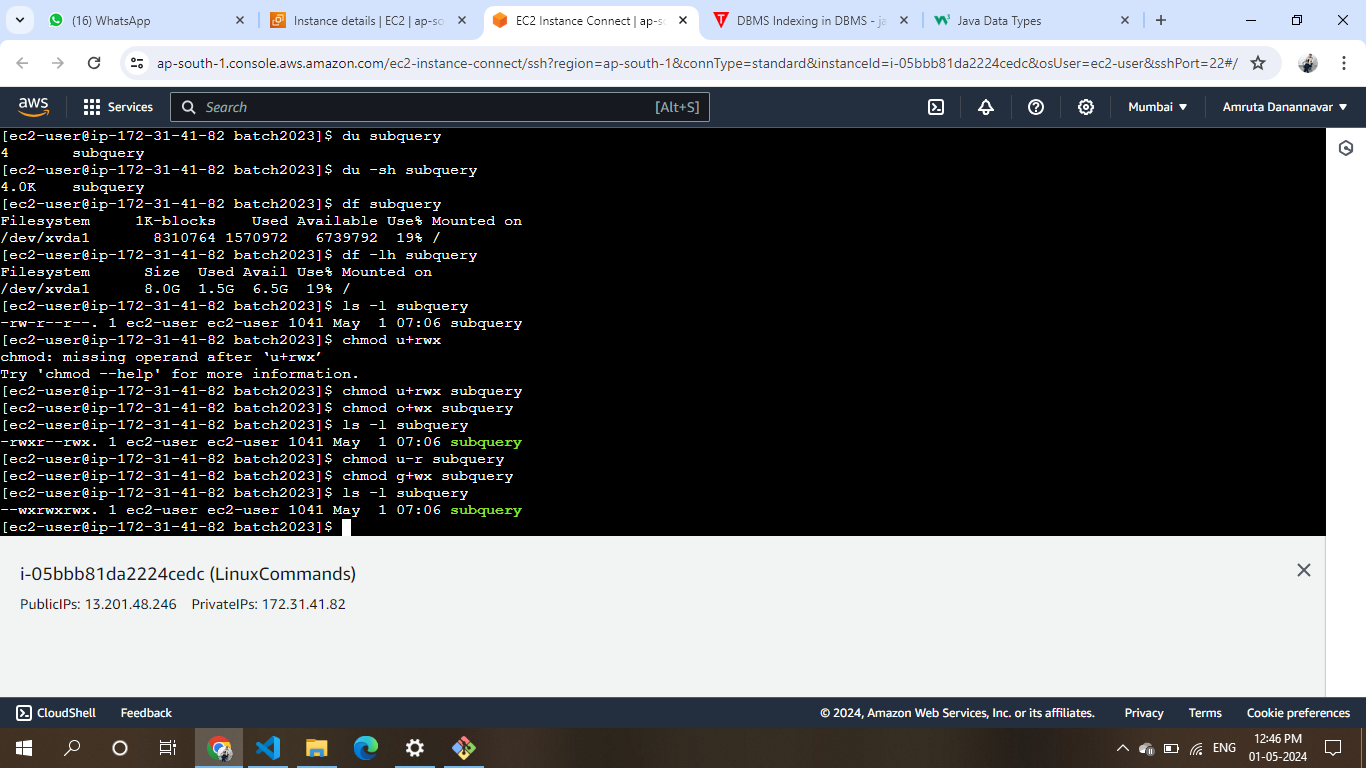 (16) WhatsApp
Instance details | EC2 | ap-so
EC2 Instance Connect | ap-so
DBMS Indexing in DBMS - ja
Java Data Types
ap-south-1.console.aws.amazon.com/ec2-instance-connect/ssh?region=ap-south-1&connType=standard&instanceId=i-05bbb81da2224cedc&osUser=ec2-user&sshPort=22#/
aws Services Search [Alt+S] Mumbai Amruta Danannavar
[ec2-user@ip-172-31-41-82 batch2023]$ du subquery
4 subquery
[ec2-user@ip-172-31-41-82 batch2023]$ du -sh subquery
4.0K subquery
[ec2-user@ip-172-31-41-82 batch2023]$ df subquery
Filesystem 1K-blocks Used Available Use% Mounted on
/dev/xvda1 8310764 1570972 6739792 19% /
[ec2-user@ip-172-31-41-82 batch2023]$ df -lh subquery
Filesystem Size Used Avail Use% Mounted on
/dev/xvda1 8.0G 1.5G 6.5G 19% /
[ec2-user@ip-172-31-41-82 batch2023]$ ls -l subquery
-rw-r--r--. 1 ec2-user ec2-user 1041 May 1 07:06 subquery
[ec2-user@ip-172-31-41-82 batch2023]$ chmod u+rwx
chmod: missing operand after ‘u+rwx’
Try 'chmod --help' for more information.
[ec2-user@ip-172-31-41-82 batch2023]$ chmod u+rwx subquery
[ec2-user@ip-172-31-41-82 batch2023]$ chmod o+wx subquery
[ec2-user@ip-172-31-41-82 batch2023]$ ls -l subquery
-rwxr--rwx. 1 ec2-user ec2-user 1041 May 1 07:06 subquery
[ec2-user@ip-172-31-41-82 batch2023]$ chmod u-r subquery
[ec2-user@ip-172-31-41-82 batch2023]$ chmod g+wx subquery
[ec2-user@ip-172-31-41-82 batch2023]$ ls -l subquery
--wxrwxrwx. 1 ec2-user ec2-user 1041 May 1 07:06 subquery
[ec2-user@ip-172-31-41-82 batch2023]$
i-05bbb81da2224cedc (LinuxCommands)
PublicIPs: 13.201.48.246 PrivateIPs: 172.31.41.82
CloudShell Feedback © 2024, Amazon Web Services, Inc. or its affiliates. Privacy Terms Cookie preferences
ENG
12:46 PM
01-05-2024